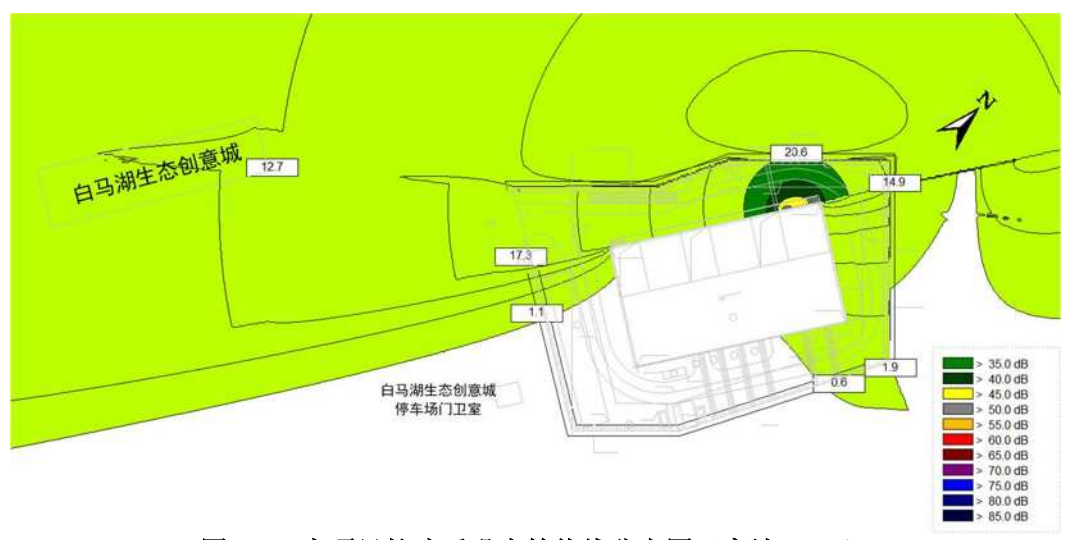 N
20.6
白马湖生态创意城
12.7
14.9
17.3
1.1
1.9
0.6
白马湖生态创意城
停车场门卫室
> 35.0 dB
> 40.0 dB
> 45.0 dB
> 50.0 dB
> 55.0 dB
> 60.0 dB
> 65.0 dB
> 70.0 dB
> 75.0 dB
> 80.0 dB
> 85.0 dB